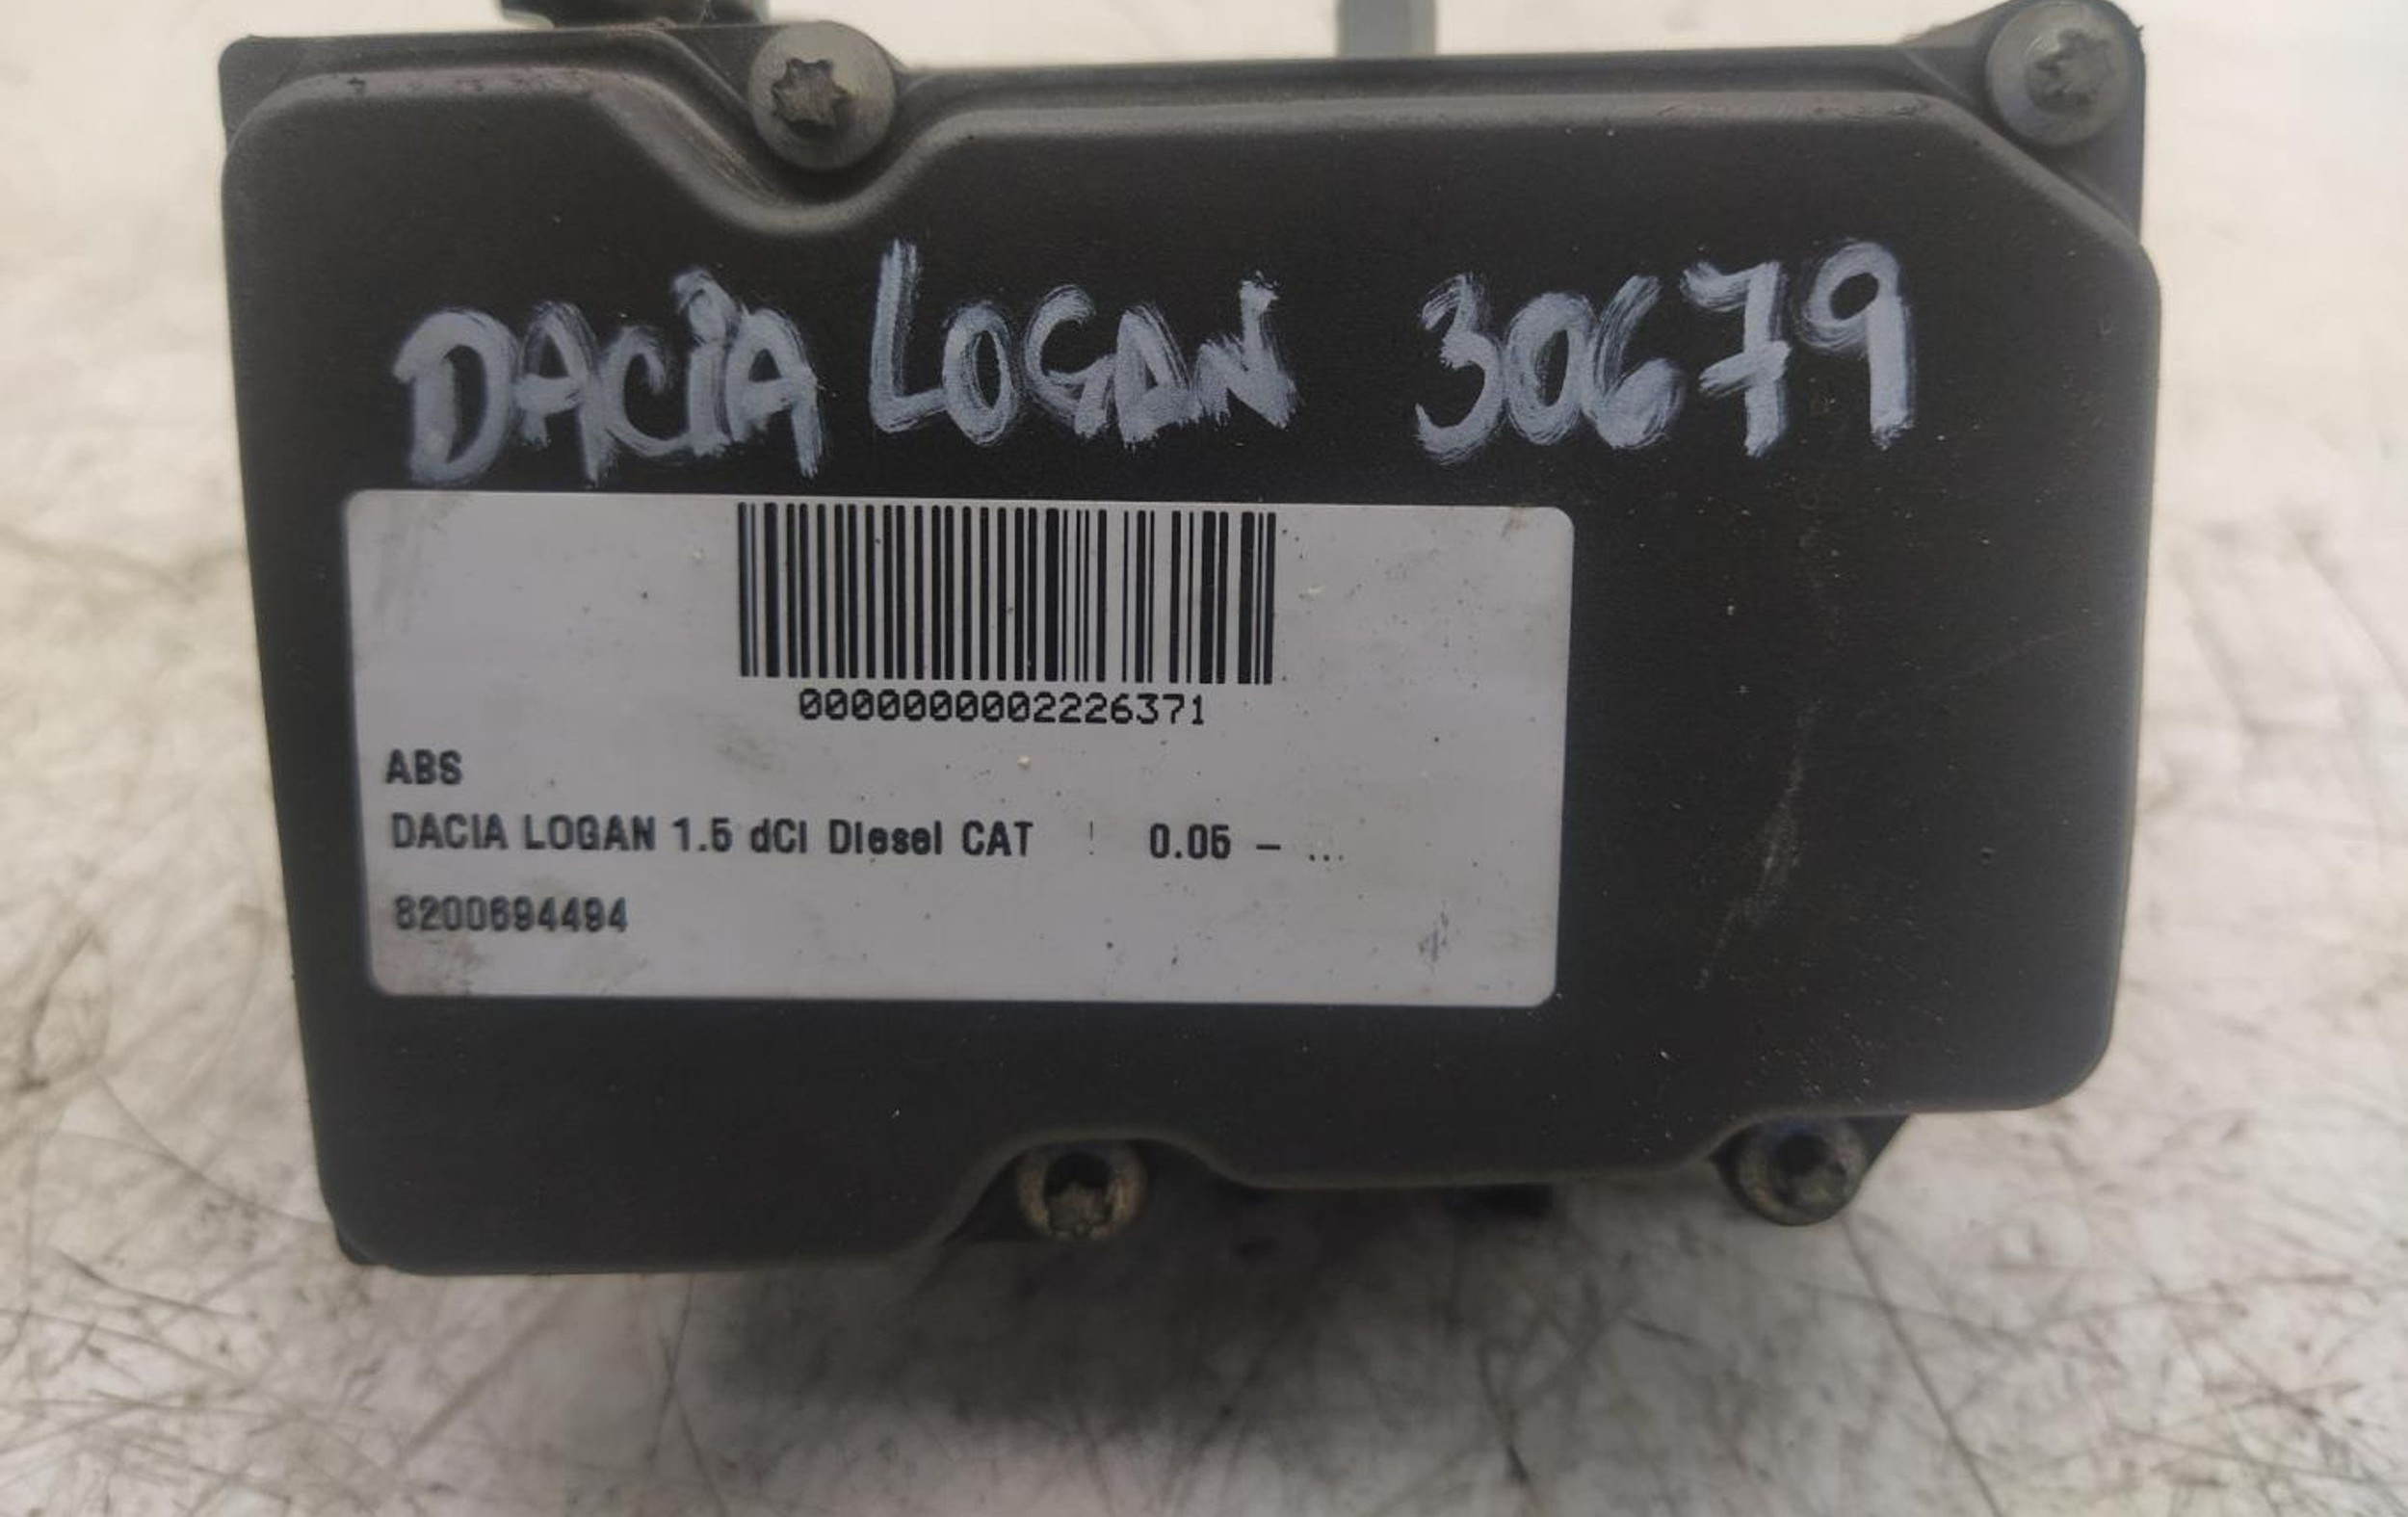 DACiA LOGAN 30679
0000000002226371
ABS
DACIA LOGAN 1.5 dCi Diesel CAT ! 0.05 - ...
8200694494